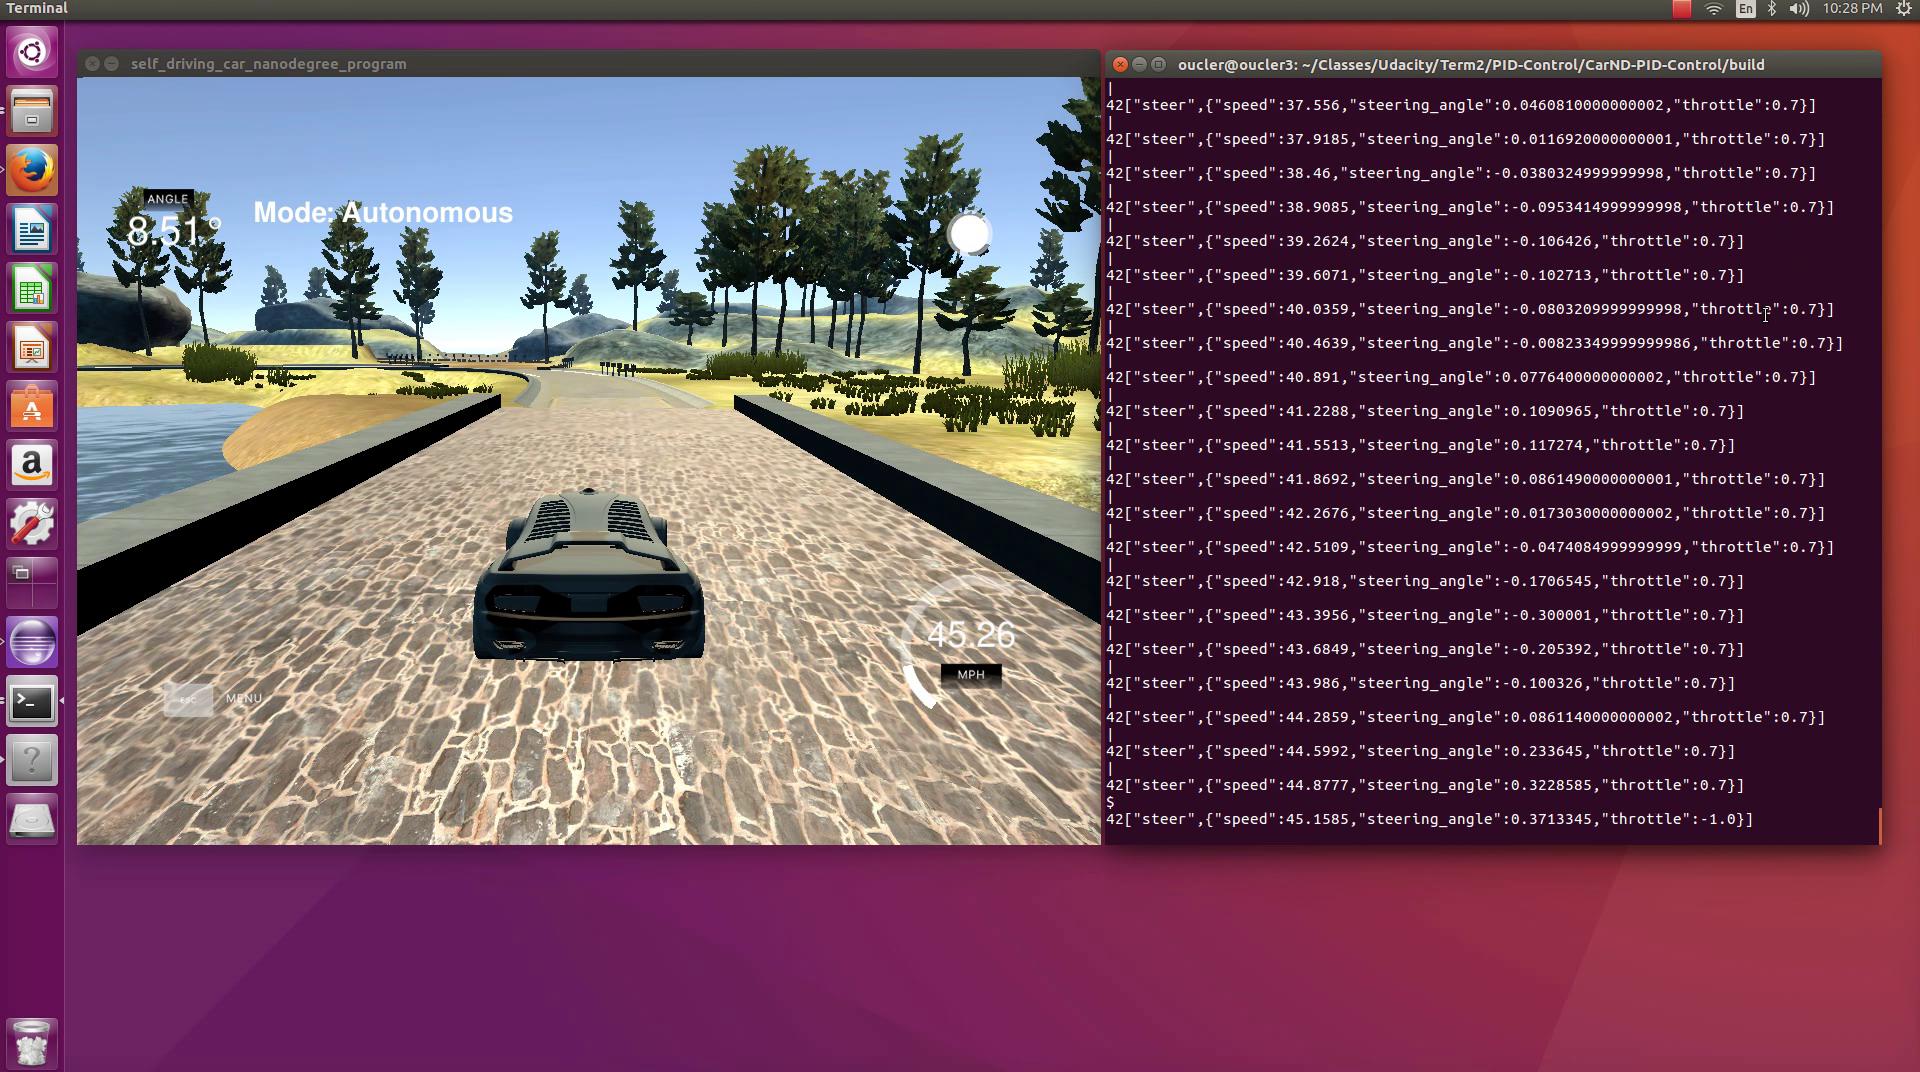 Terminal
En
10:28 PM
self_driving_car_nanodegree_program
ANGLE
8.51°
Mode: Autonomous
45.26
MPH
ESC
MENU
oucler@oucler3: ~/Classes/Udacity/Term2/PID-Control/CarND-PID-Control/build
|
42["steer",{"speed":37.556,"steering_angle":0.0460810000000002,"throttle":0.7}]
|
42["steer",{"speed":37.9185,"steering_angle":0.0116920000000001,"throttle":0.7}]
|
42["steer",{"speed":38.46,"steering_angle":-0.0380324999999998,"throttle":0.7}]
|
42["steer",{"speed":38.9085,"steering_angle":-0.0953414999999998,"throttle":0.7}]
|
42["steer",{"speed":39.2624,"steering_angle":-0.106426,"throttle":0.7}]
|
42["steer",{"speed":39.6071,"steering_angle":-0.102713,"throttle":0.7}]
|
42["steer",{"speed":40.0359,"steering_angle":-0.0803209999999998,"throttle":0.7}]
|
42["steer",{"speed":40.4639,"steering_angle":-0.00823349999999986,"throttle":0.7}]
|
42["steer",{"speed":40.891,"steering_angle":0.0776400000000002,"throttle":0.7}]
|
42["steer",{"speed":41.2288,"steering_angle":0.1090965,"throttle":0.7}]
|
42["steer",{"speed":41.5513,"steering_angle":0.117274,"throttle":0.7}]
|
42["steer",{"speed":41.8692,"steering_angle":0.0861490000000001,"throttle":0.7}]
|
42["steer",{"speed":42.2676,"steering_angle":0.0173030000000002,"throttle":0.7}]
|
42["steer",{"speed":42.5109,"steering_angle":-0.0474084999999999,"throttle":0.7}]
|
42["steer",{"speed":42.918,"steering_angle":-0.1706545,"throttle":0.7}]
|
42["steer",{"speed":43.3956,"steering_angle":-0.300001,"throttle":0.7}]
|
42["steer",{"speed":43.6849,"steering_angle":-0.205392,"throttle":0.7}]
|
42["steer",{"speed":43.986,"steering_angle":-0.100326,"throttle":0.7}]
|
42["steer",{"speed":44.2859,"steering_angle":0.0861140000000002,"throttle":0.7}]
|
42["steer",{"speed":44.5992,"steering_angle":0.233645,"throttle":0.7}]
|
42["steer",{"speed":44.8777,"steering_angle":0.3228585,"throttle":0.7}]
$
42["steer",{"speed":45.1585,"steering_angle":0.3713345,"throttle":-1.0}]